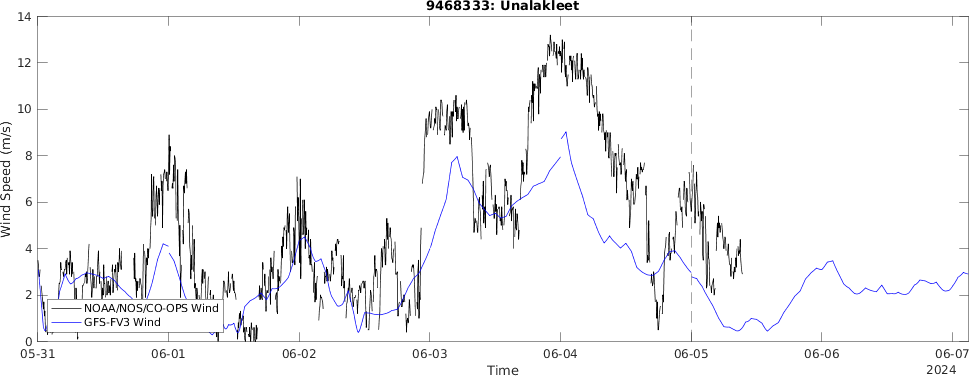 9468333: Unalakleet
14
12
10
8
6
4
2
0
Wind Speed (m/s)
NOAA/NOS/CO-OPS Wind
GFS-FV3 Wind
05-31 06-01 06-02 06-03 06-04 06-05 06-06 06-07
Time
2024